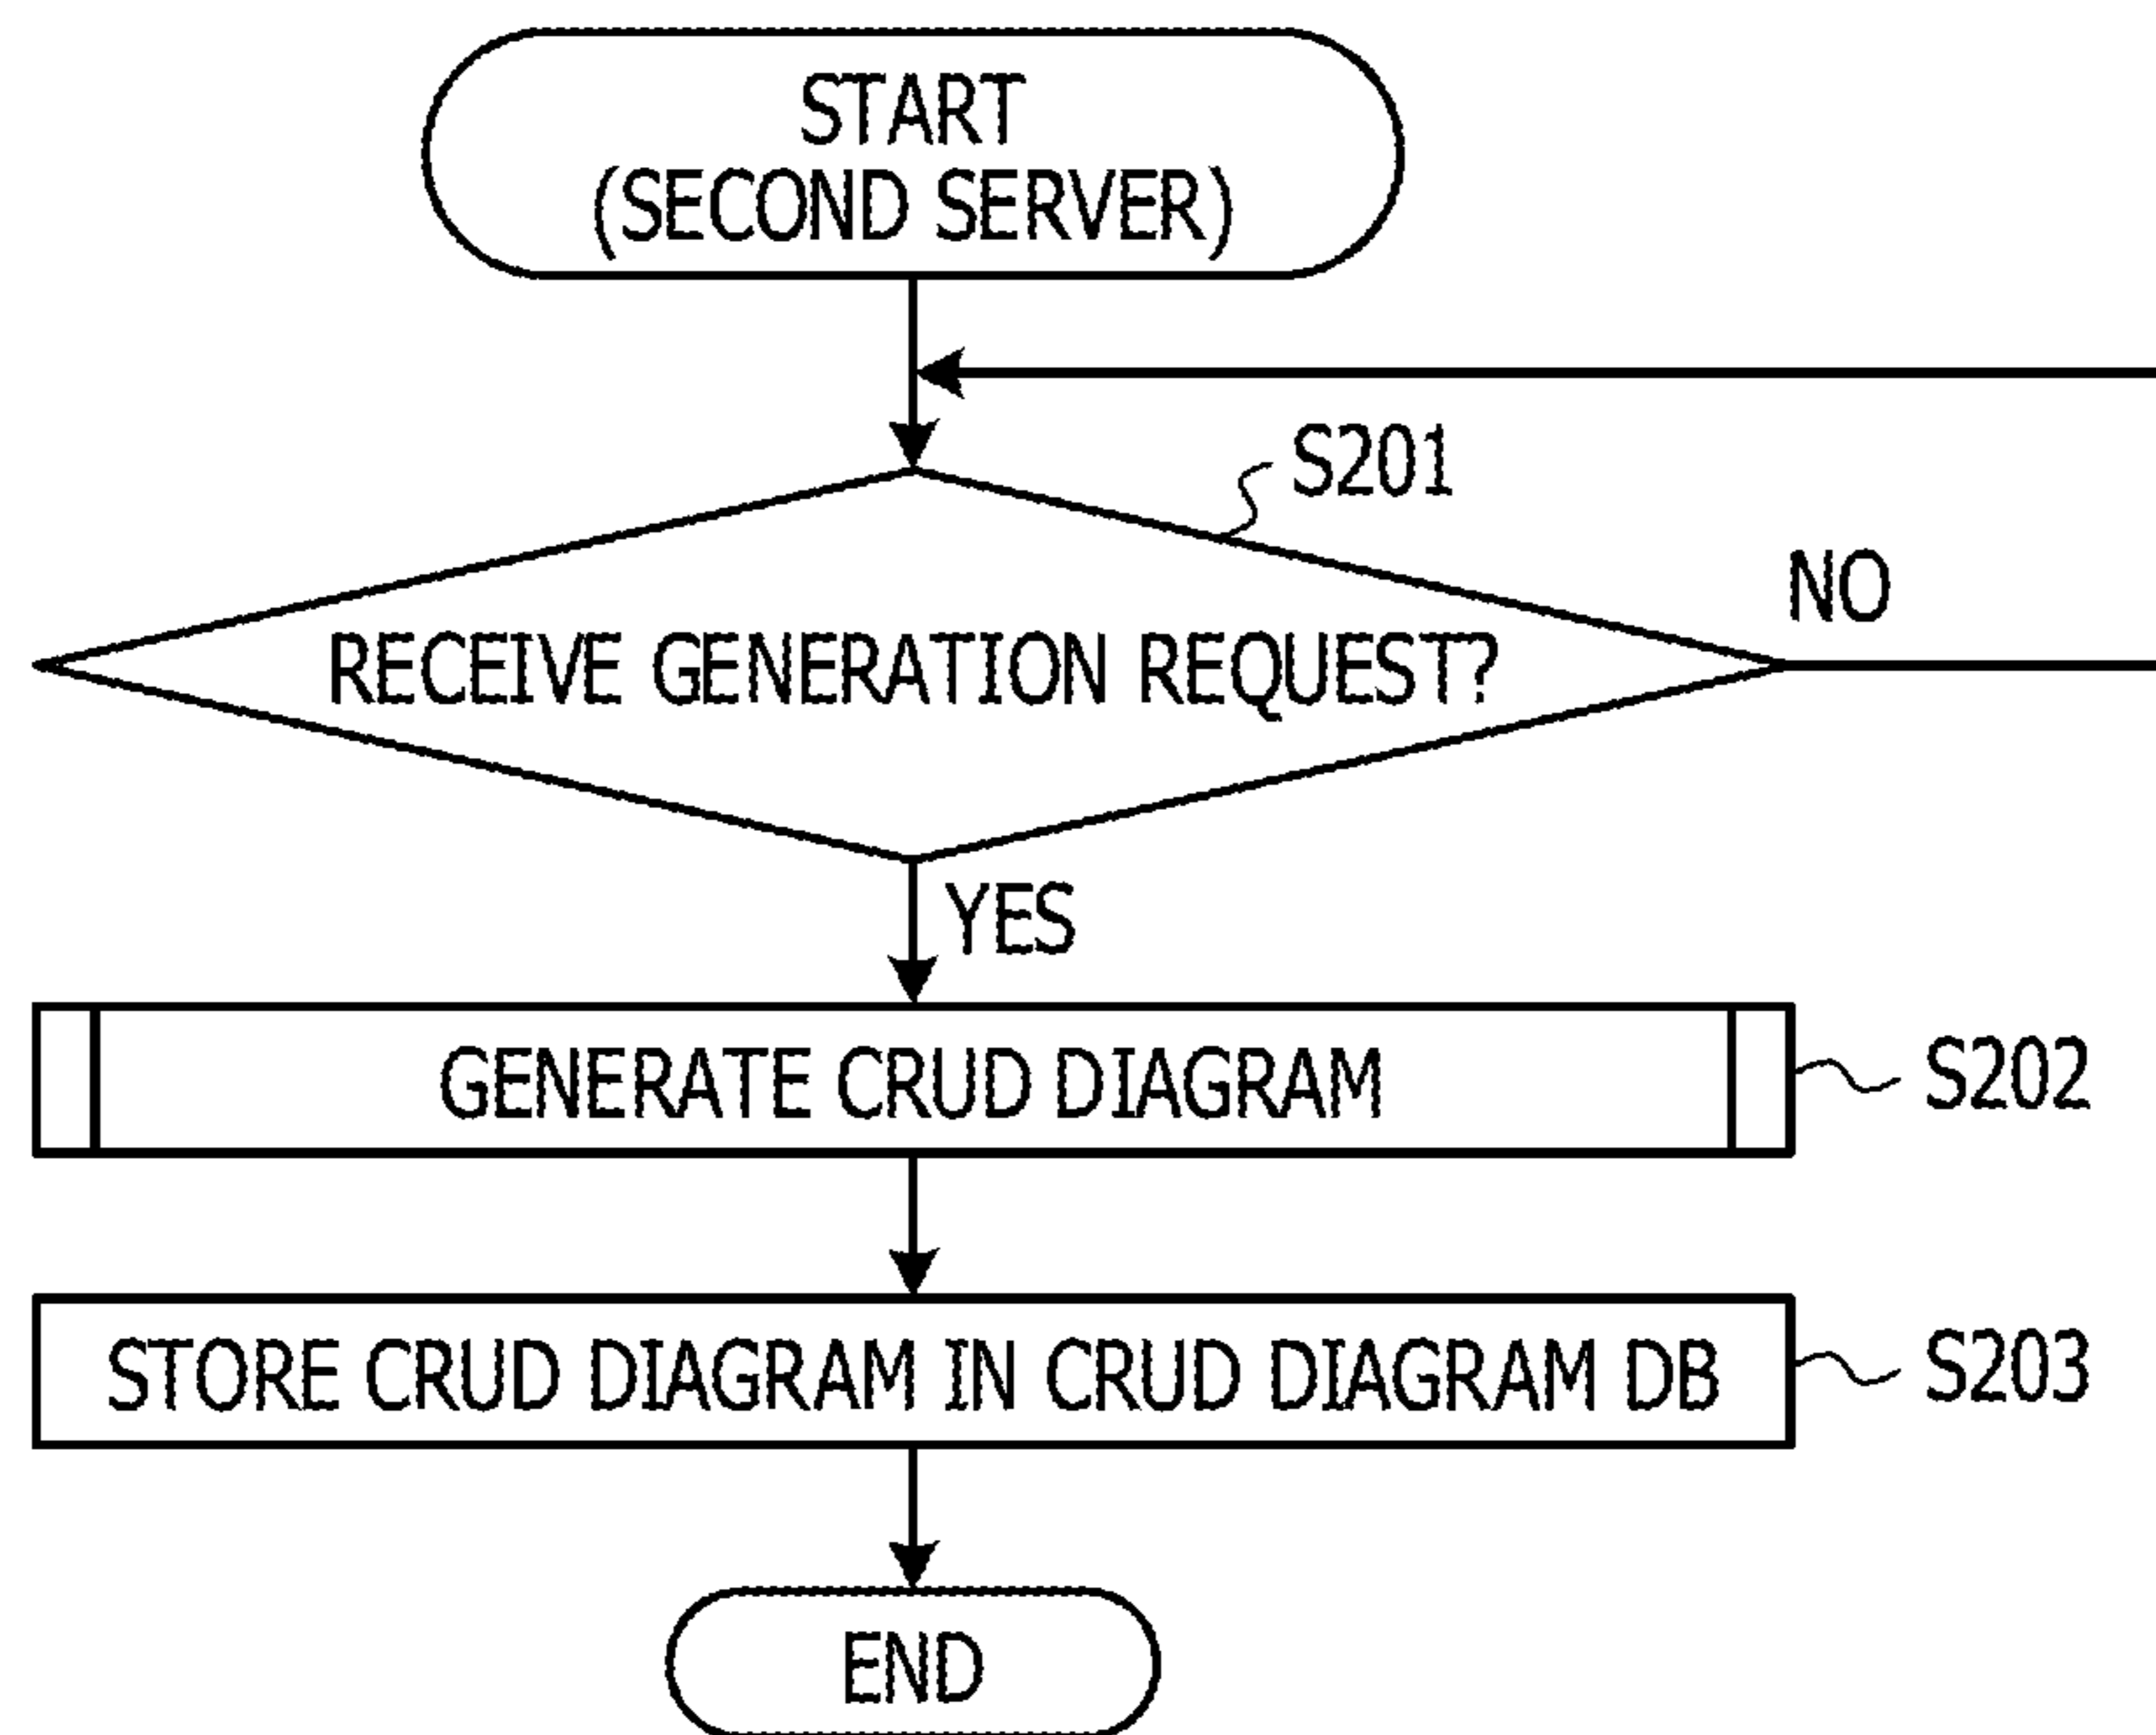 START
(SECOND SERVER)
S201
NO
RECEIVE GENERATION REQUEST?
YES
GENERATE CRUD DIAGRAM
S202
STORE CRUD DIAGRAM IN CRUD DIAGRAM DB
S203
END